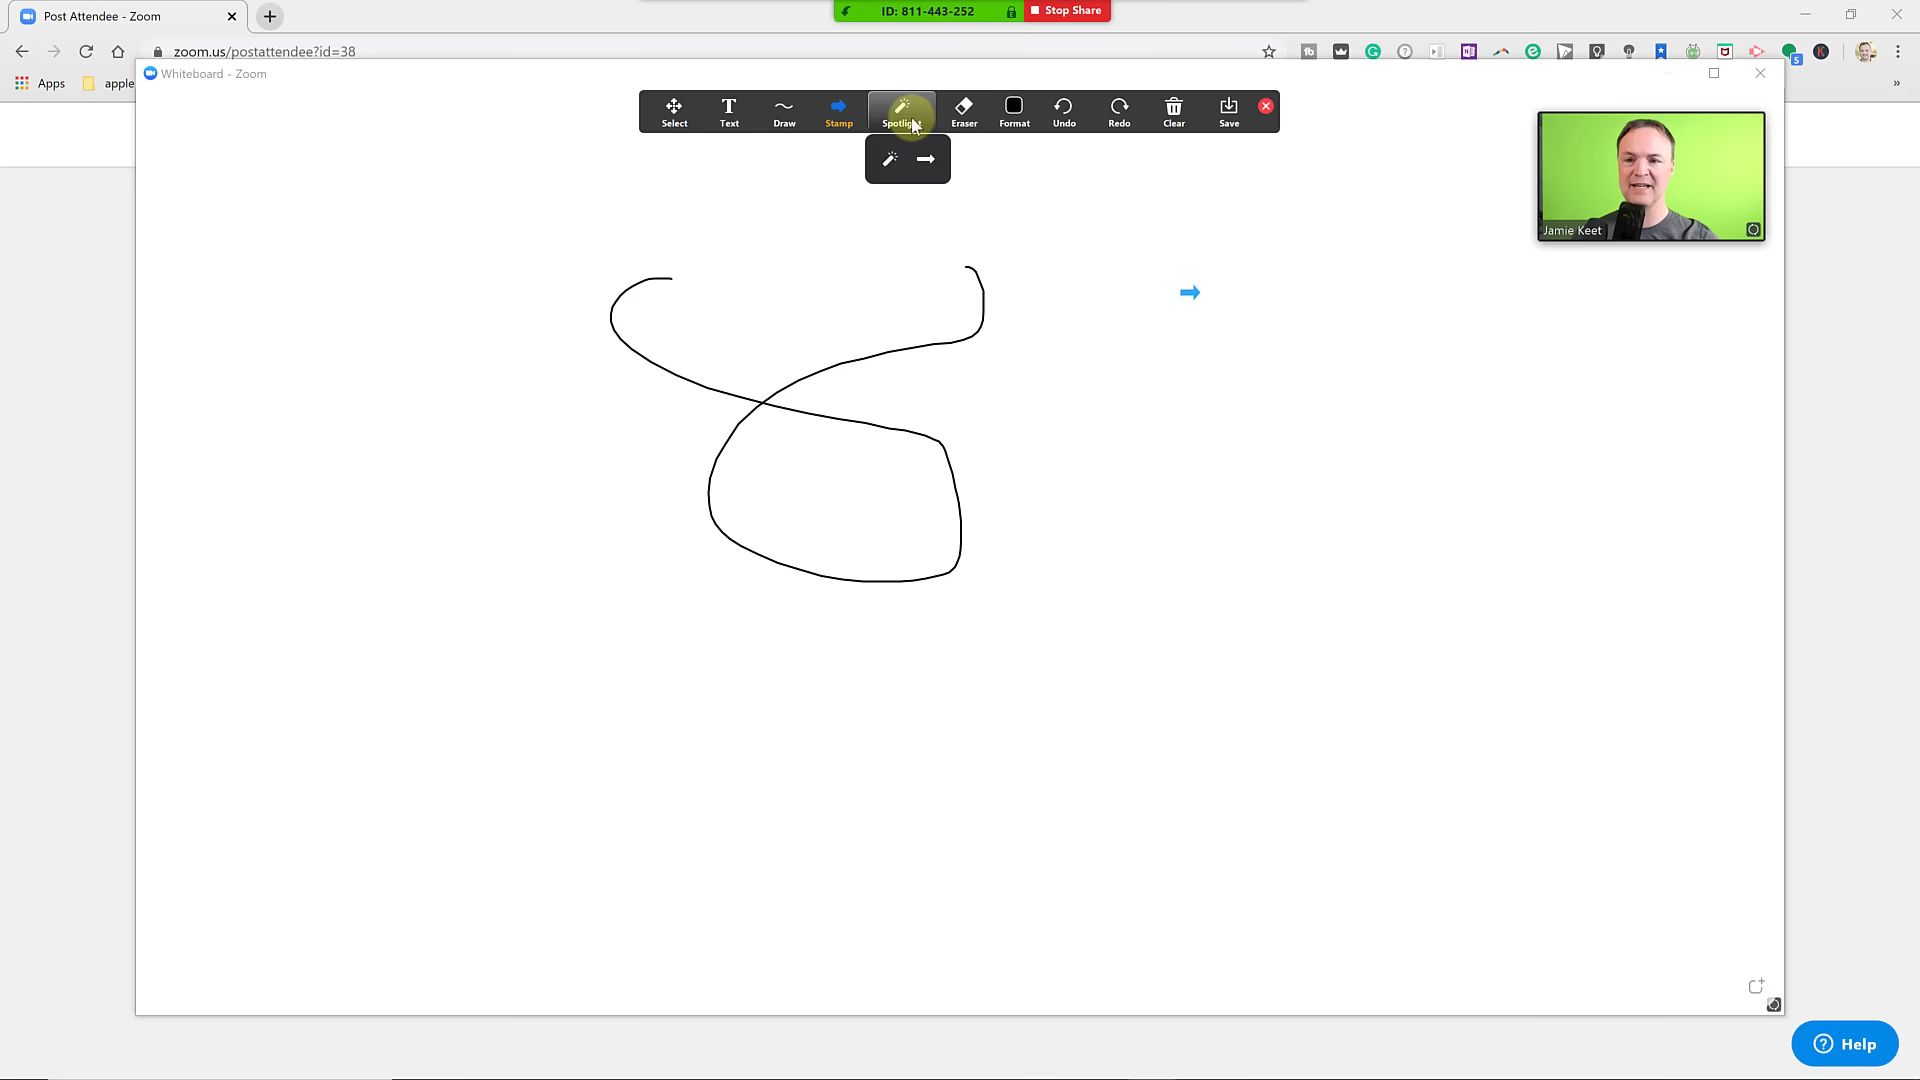 Post Attendee - Zoom
ID: 811-443-252
Stop Share
zoom.us/postattendee?id=38
5
Apps
apple
Whiteboard - Zoom
Select
Text
Draw
Stamp
Spotlight
Eraser
Format
Undo
Redo
Clear
Save
Jamie Keet
Help